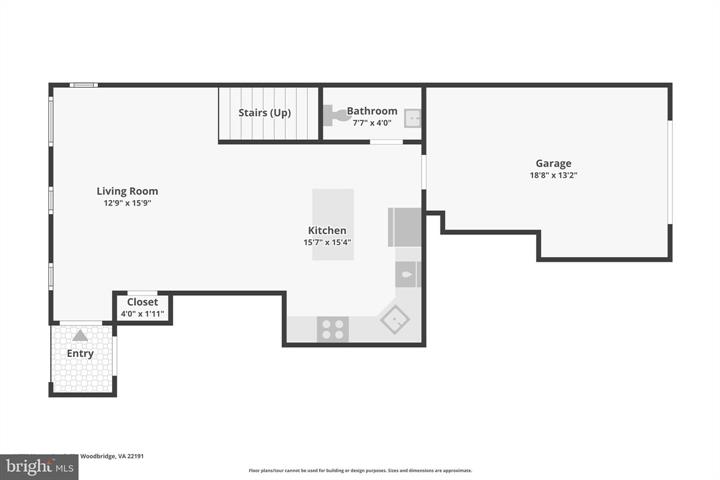 Stairs (Up)
Bathroom
7'7" x 4'0"
Garage
18'8" x 13'2"
Living Room
12'9" x 15'9"
Kitchen
15'7" x 15'4"
Closet
4'0" x 1'11"
Entry
Woodbridge, VA 22191
bright MLS
Floor plans/tour cannot be used for building or design purposes. Sizes and dimensions are approximate.